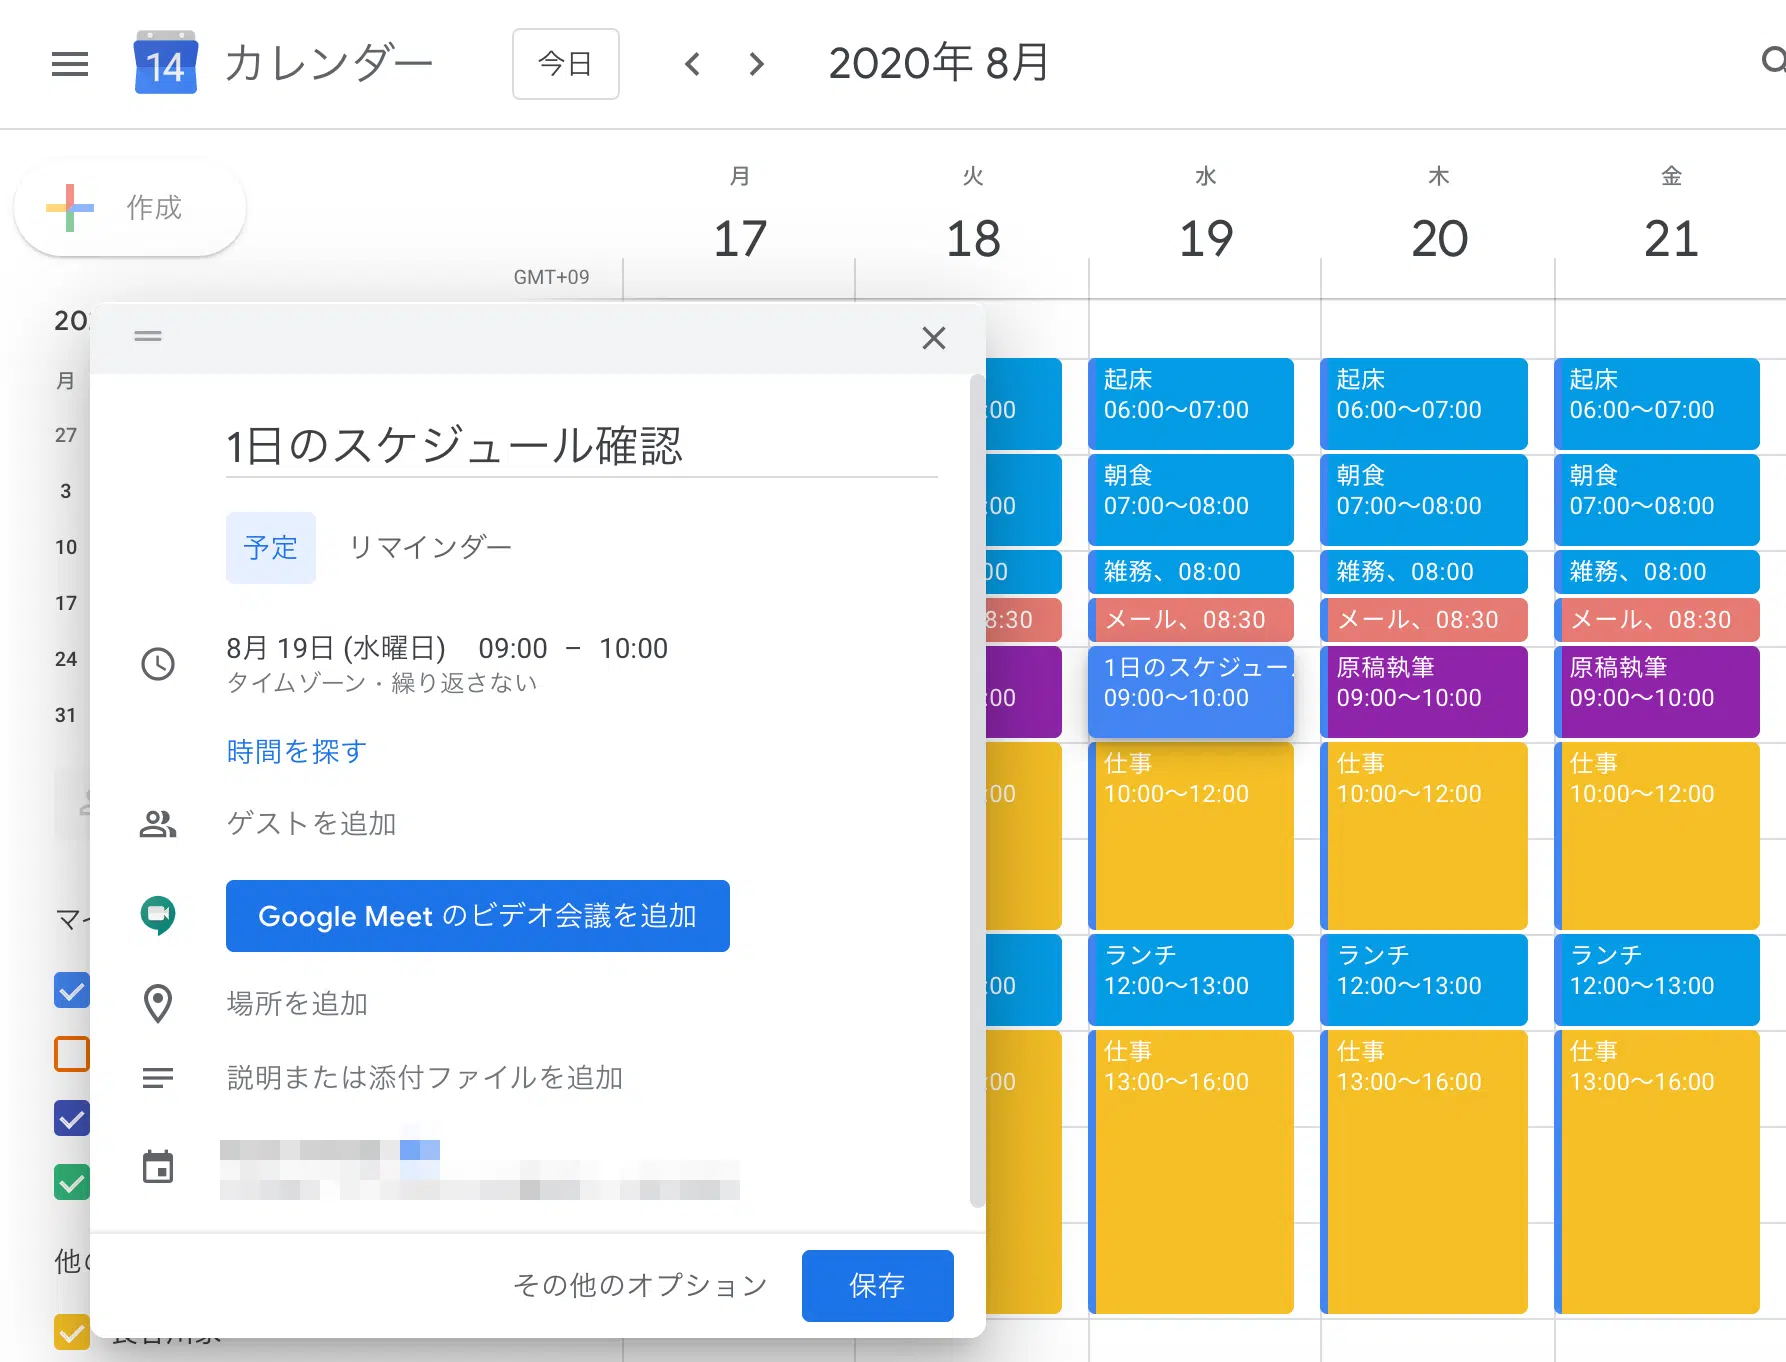 14 カレンダー 今日 2020年 8月
作成
月 火 水 木 金
17 18 19 20 21
GMT+09
月
27
3
10
17
24
31
1日のスケジュール確認
予定 リマインダー
8月 19日 (水曜日) 09:00 – 10:00
タイムゾーン・繰り返さない
時間を探す
ゲストを追加
Google Meet のビデオ会議を追加
場所を追加
説明または添付ファイルを追加
その他のオプション 保存
:00
:00
00
8:30
:00
:00
:00
:00
起床
06:00〜07:00
朝食
07:00〜08:00
雑務、08:00
メール、08:30
1日のスケジュー
09:00〜10:00
仕事
10:00〜12:00
ランチ
12:00〜13:00
仕事
13:00〜16:00
起床
06:00〜07:00
朝食
07:00〜08:00
雑務、08:00
メール、08:30
原稿執筆
09:00〜10:00
仕事
10:00〜12:00
ランチ
12:00〜13:00
仕事
13:00〜16:00
起床
06:00〜07:00
朝食
07:00〜08:00
雑務、08:00
メール、08:30
原稿執筆
09:00〜10:00
仕事
10:00〜12:00
ランチ
12:00〜13:00
仕事
13:00〜16:00